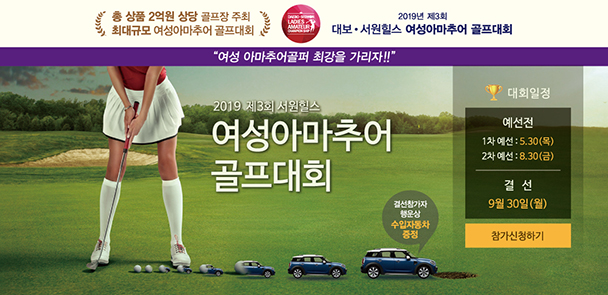 총 상품 2억원 상당 골프장 주최
최대규모 여성아마추어 골프대회
LADIES
AMATEUR
CHAMPIONSHIP
2019년 제3회
대보·서원힐스 여성아마추어 골프대회
"여성 아마추어골퍼 최강을 가리자!!"
2019 제3회 서원힐스
여성아마추어
골프대회
결선참가자
행운상
수입자동차
증정
대회일정
예선전
1차 예선 : 5.30(목)
2차 예선 : 8.30(금)
결 선
9월 30일(월)
참가신청하기